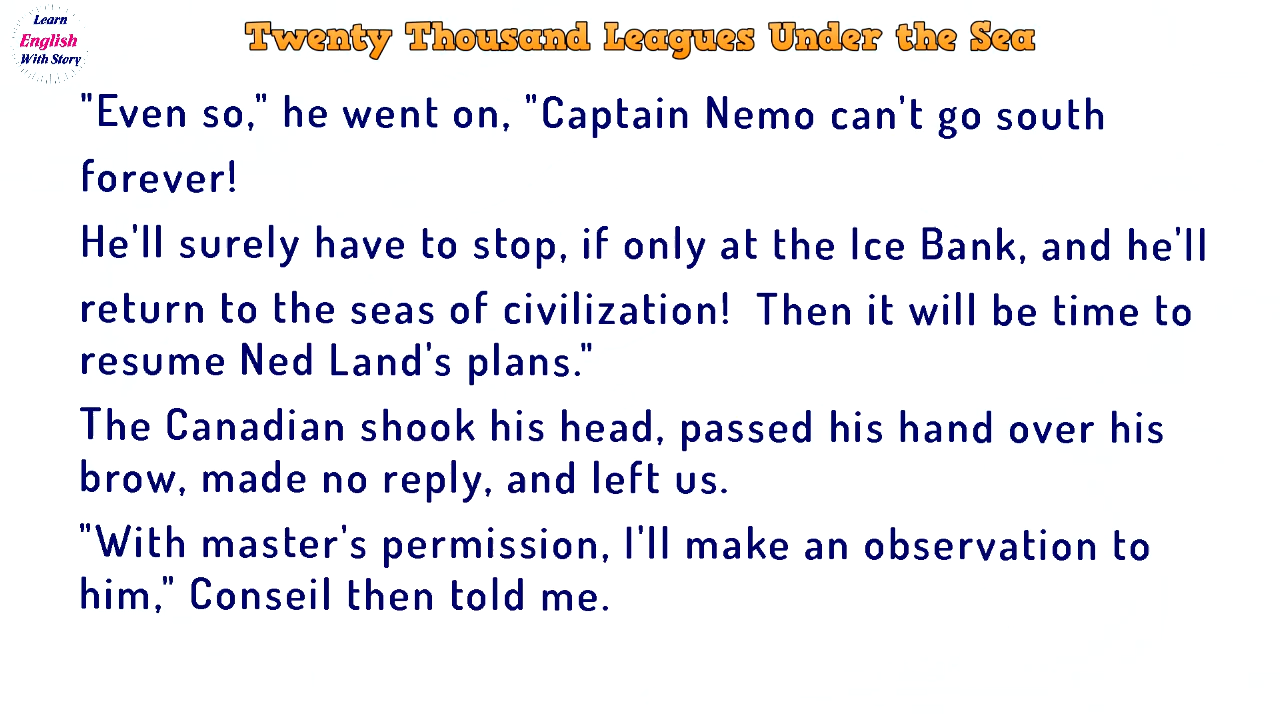 Learn
English
With Story
Twenty Thousand Leagues Under the Sea
"Even so," he went on, "Captain Nemo can't go south
forever!
He'll surely have to stop, if only at the Ice Bank, and he'll
return to the seas of civilization!  Then it will be time to
resume Ned Land's plans."
The Canadian shook his head, passed his hand over his
brow, made no reply, and left us.
"With master's permission, I'll make an observation to
him," Conseil then told me.